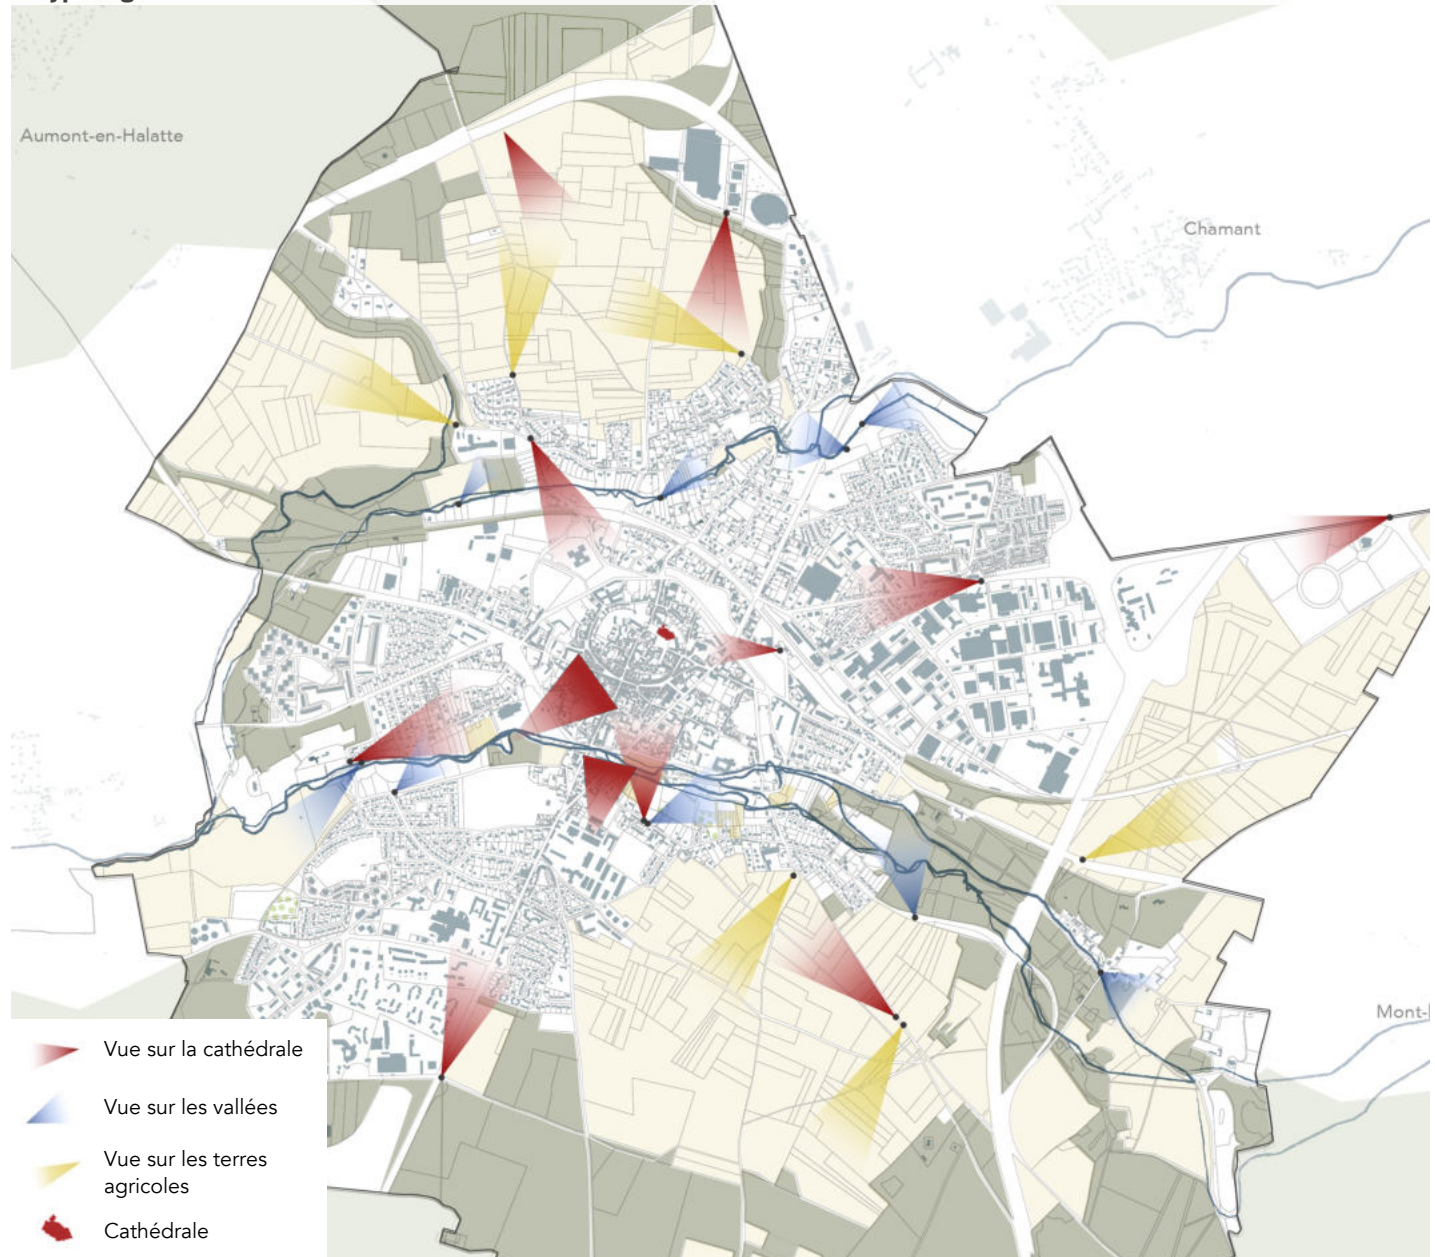 Aumont-en-Halatte
Chamant
Mont-l
Vue sur la cathédrale
Vue sur les vallées
Vue sur les terres
agricoles
Cathédrale